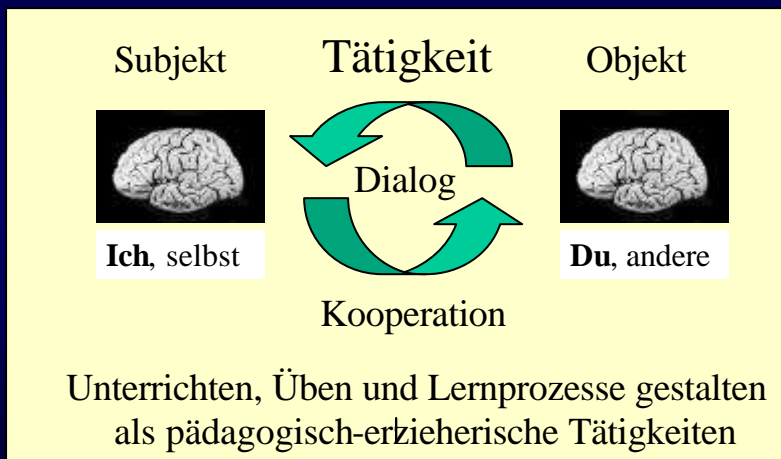 Subjekt Tätigkeit Objekt
Dialog
Ich, selbst Du, andere
Kooperation
Unterrichten, Üben und Lernprozesse gestalten
als pädagogisch-erzieherische Tätigkeiten